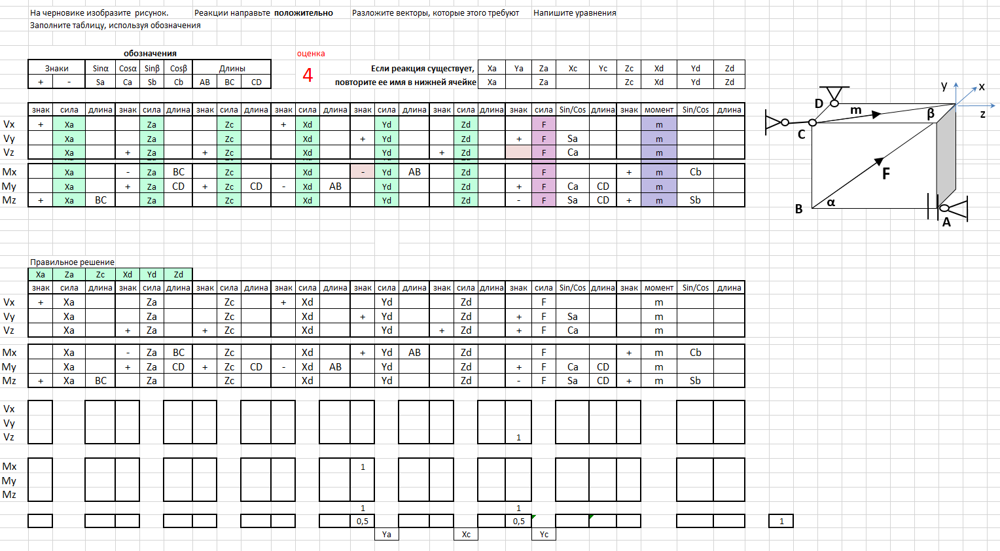 На черновике изобразите рисунок. Реакции направьте положительно Разложите векторы, которые этого требуют Напишите уравнения
Заполните таблицу, используя обозначения
обозначения оценка
Знаки Sinα Cosα Sinβ Cosβ Длины 4 Если реакция существует, Xa Ya Za Xc Yc Zc Xd Yd Zd
+ - Sa Ca Sb Cb AB BC CD повторите ее имя в нижней ячейке Xa Za Zc Xd Yd Zd
знак сила длина знак сила длина знак сила длина знак сила длина знак сила длина знак сила длина знак сила Sin/Cos длина знак момент Sin/Cos длина
Vx + Xa Za Zc + Xd Yd Zd F m
Vy Xa Za Zc Xd + Yd Zd + F Sa m
Vz Xa + Za + Zc Xd Yd + Zd F Ca m
Mx Xa - Za BC Zc Xd - Yd AB Zd F + m Cb
My Xa + Za CD + Zc CD - Xd AB Yd Zd + F Ca CD m
Mz + Xa BC Za Zc Xd Yd Zd - F Sa CD + m Sb
y x z
D m β
C
F
B α
A
Правильное решение
Xa Za Zc Xd Yd Zd
знак сила длина знак сила длина знак сила длина знак сила длина знак сила длина знак сила длина знак сила Sin/Cos длина знак момент Sin/Cos длина
Vx + Xa Za Zc + Xd Yd Zd F m
Vy Xa Za Zc Xd + Yd Zd + F Sa m
Vz Xa + Za + Zc Xd Yd + Zd + F Ca m
Mx Xa - Za BC Zc Xd + Yd AB Zd F + m Cb
My Xa + Za CD + Zc CD - Xd AB Yd Zd + F Ca CD m
Mz + Xa BC Za Zc Xd Yd Zd - F Sa CD + m Sb
Vx
Vy
Vz 1
Mx 1
My
Mz
1 1
0,5 0,5 1
Ya Xc Yc